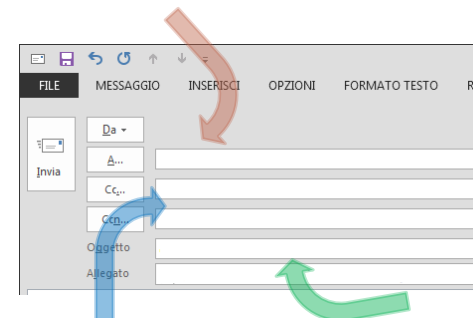 FILE MESSAGGIO INSERISCI OPZIONI FORMATO TESTO R
Da
A...
Invia
Cc...
Ccn...
Oggetto
Allegato